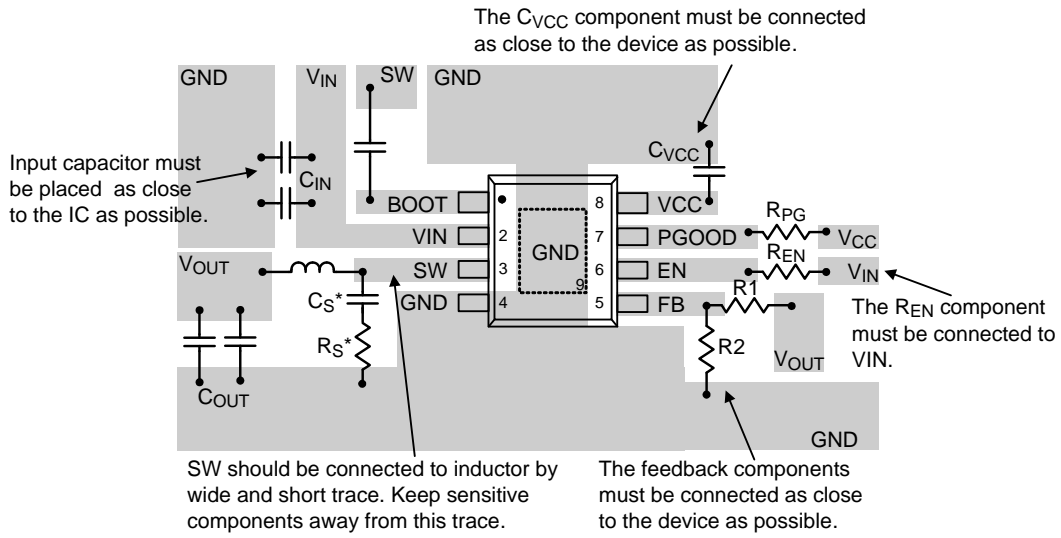 The CVCC component must be connected
as close to the device as possible.
GND
VIN
SW
GND
Input capacitor must
be placed as close
to the IC as possible.
CIN
CVCC
BOOT
8
VCC
VIN
2
7
PGOOD
RPG
VCC
GND
VOUT
SW
3
6
EN
REN
VIN
9
CS*
GND
4
5
FB
R1
The REN component
must be connected to
VIN.
RS*
R2
VOUT
COUT
GND
SW should be connected to inductor by
wide and short trace. Keep sensitive
components away from this trace.
The feedback components
must be connected as close
to the device as possible.